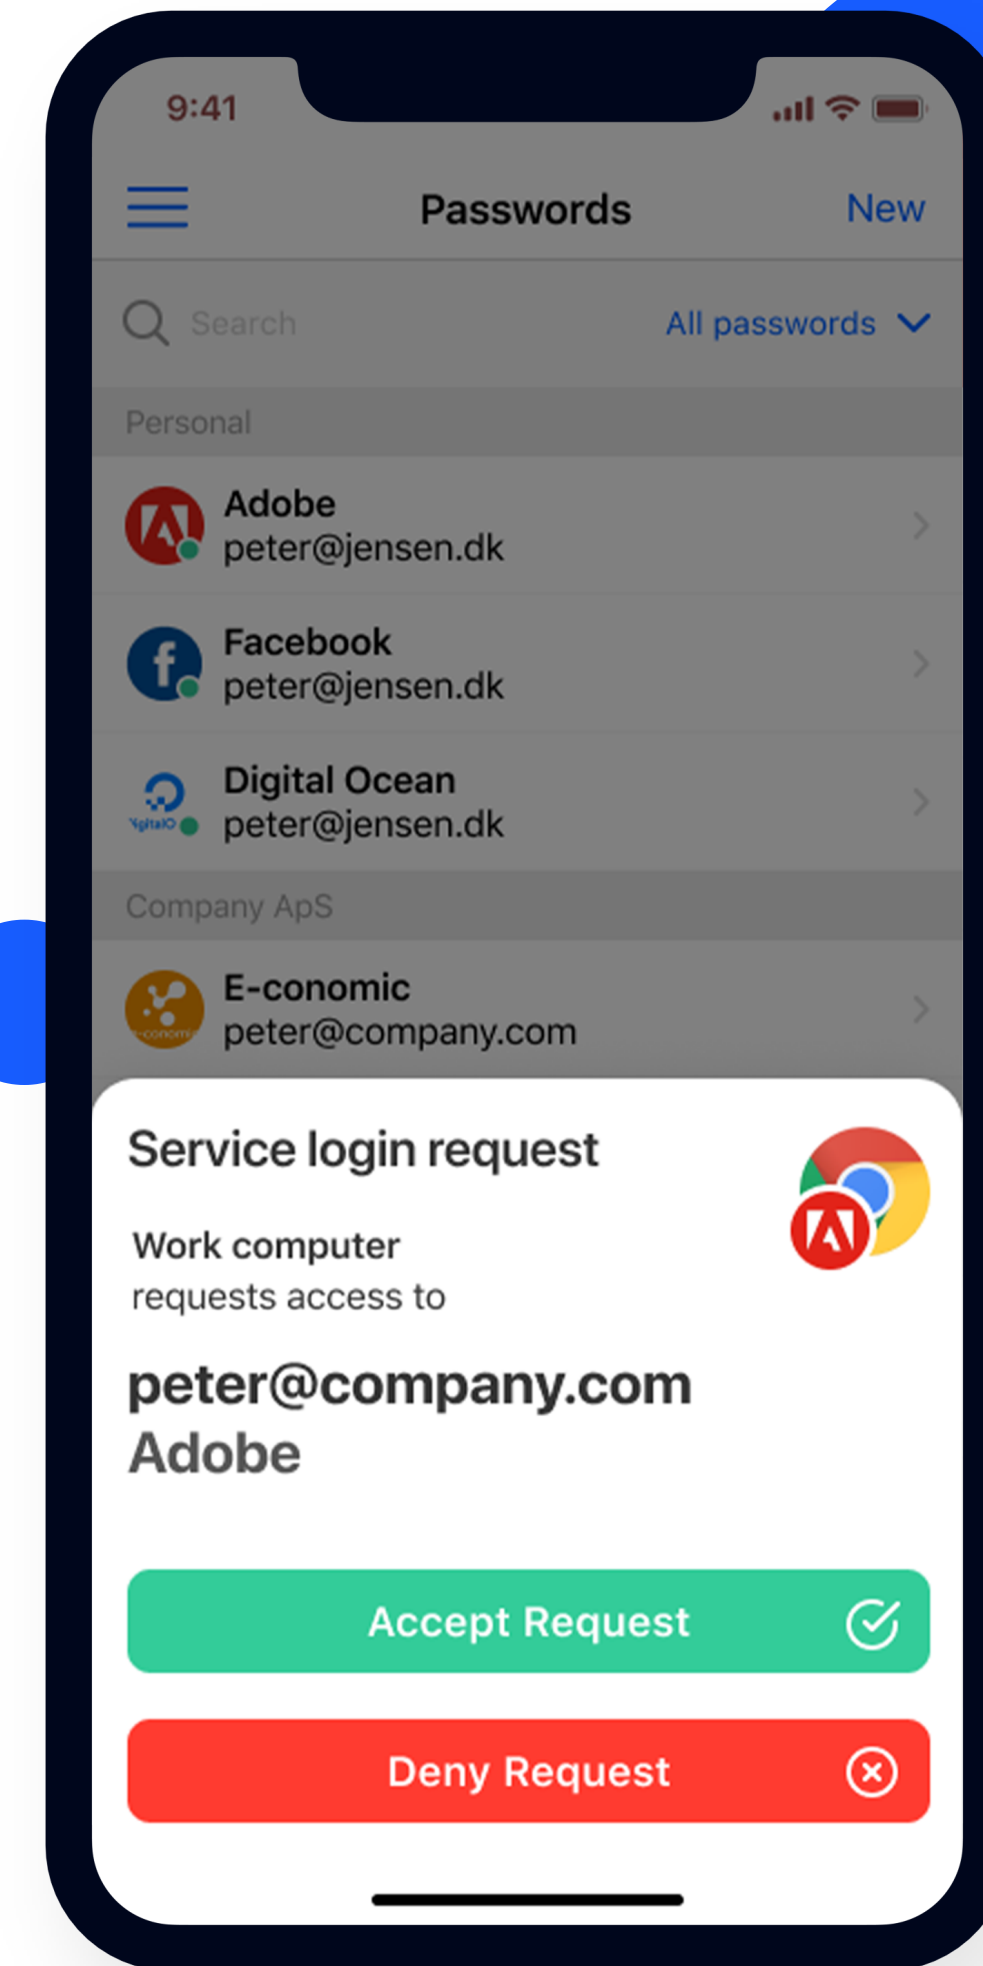 9:41
Passwords New
Search All passwords
Personal
Adobe
peter@jensen.dk
Facebook
peter@jensen.dk
Digital Ocean
peter@jensen.dk
Company ApS
E-conomic
peter@company.com
Service login request
Work computer
requests access to
peter@company.com
Adobe
Accept Request
Deny Request